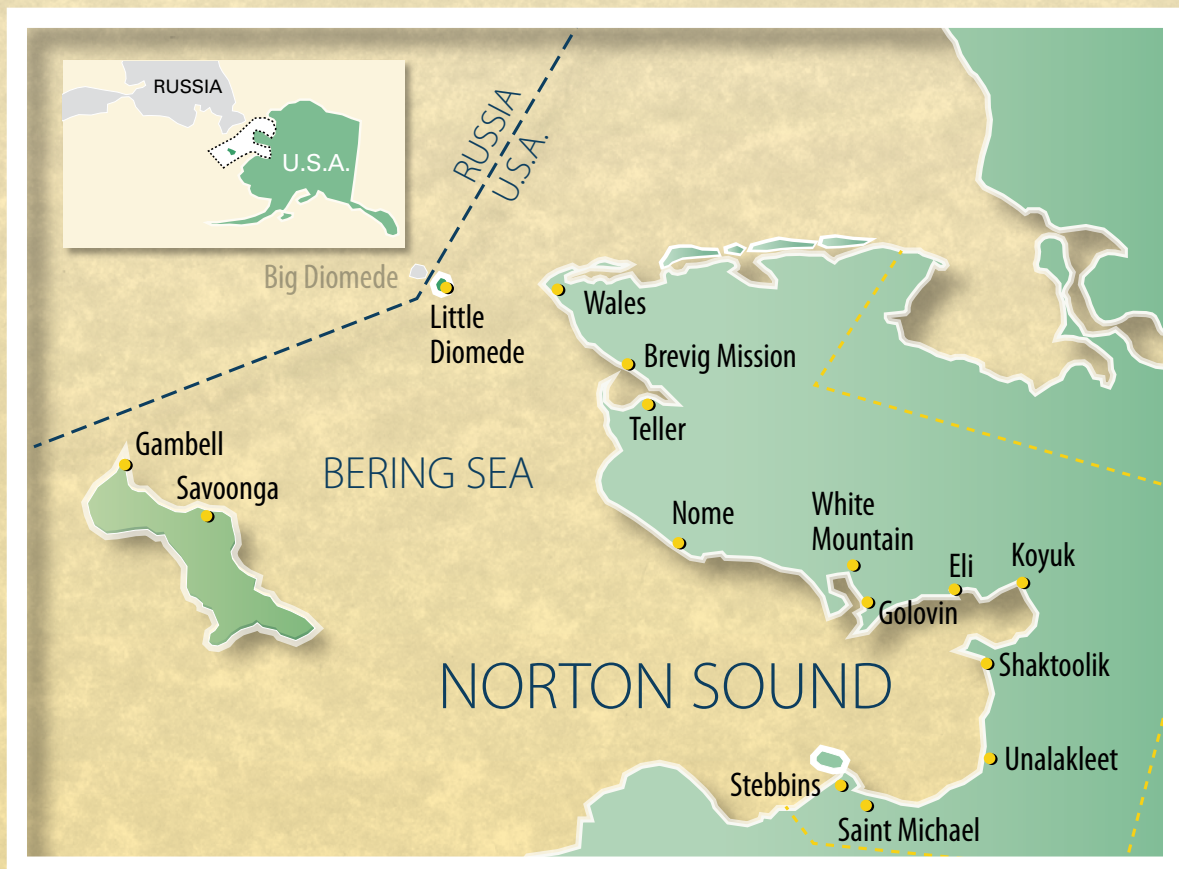 RUSSIA
U.S.A.
RUSSIA
U.S.A.
Big Diomede
Little
Diomede
Wales
Brevig Mission
Teller
Gambell
Savoonga
BERING SEA
Nome
White
Mountain
Eli
Koyuk
Golovin
NORTON SOUND
Shaktoolik
Unalakleet
Stebbins
Saint Michael